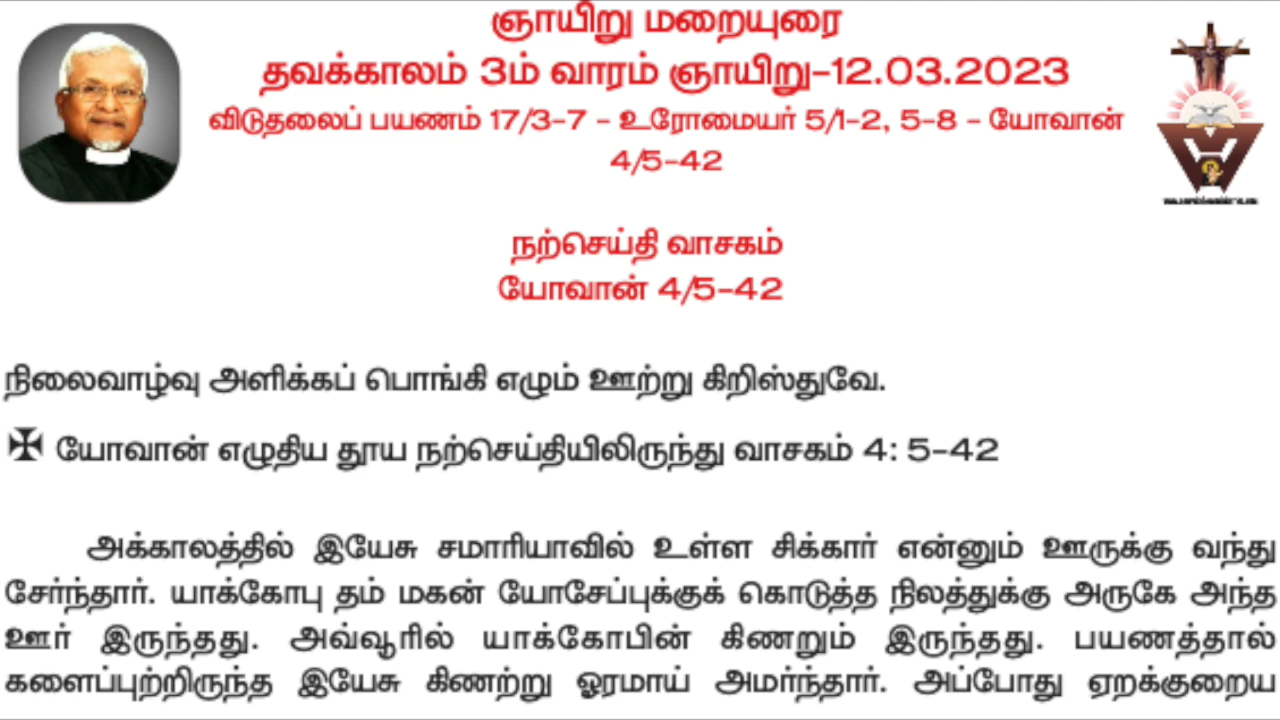 ஞாயிறு மறையுரை
தவக்காலம் 3ம் வாரம் ஞாயிறு-12.03.2023
விடுதலைப் பயணம் 17/3-7 - உரோமையர் 5/1-2, 5-8 - யோவான்
4/5-42
நற்செய்தி வாசகம்
யோவான் 4/5-42
நிலைவாழ்வு அளிக்கப் பொங்கி எழும் ஊற்று கிறிஸ்துவே.
✠ யோவான் எழுதிய தூய நற்செய்தியிலிருந்து வாசகம் 4: 5-42
அக்காலத்தில் இயேசு சமாரியாவில் உள்ள சிக்கார் என்னும் ஊருக்கு வந்து
சேர்ந்தார். யாக்கோபு தம் மகன் யோசேப்புக்குக் கொடுத்த நிலத்துக்கு அருகே அந்த
ஊர் இருந்தது. அவ்வூரில் யாக்கோபின் கிணறும் இருந்தது. பயணத்தால்
களைப்புற்றிருந்த இயேசு கிணற்று ஓரமாய் அமர்ந்தார். அப்போது ஏறக்குறைய